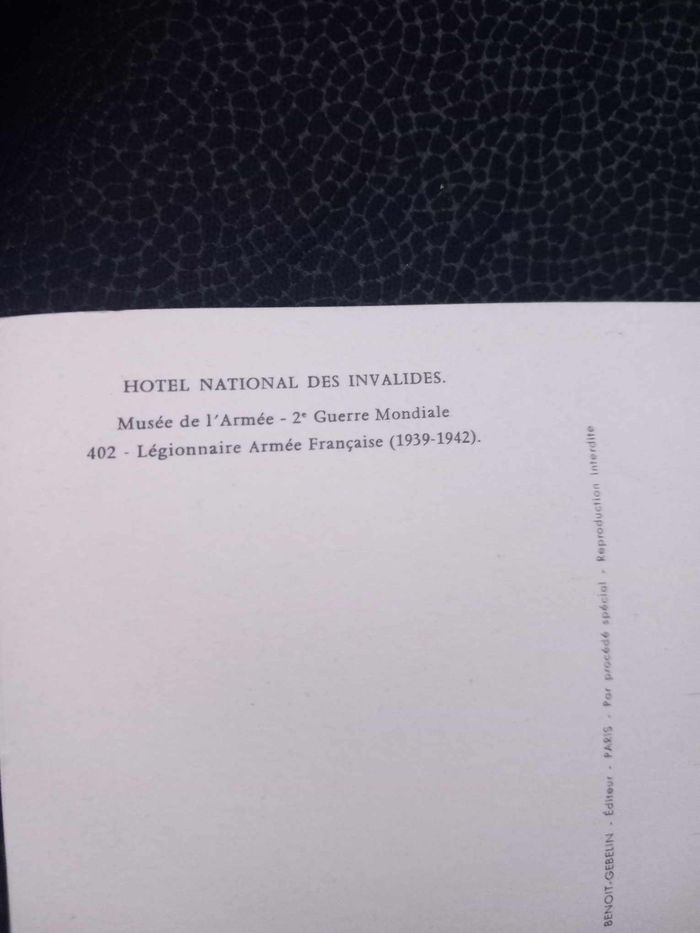 HOTEL NATIONAL DES INVALIDES.
Musée de l'Armée - 2e Guerre Mondiale
402 - Légionnaire Armée Française (1939-1942).
BENOIT-GEBELIN - Éditeur - PARIS - Par procédé spécial - Reproduction interdite